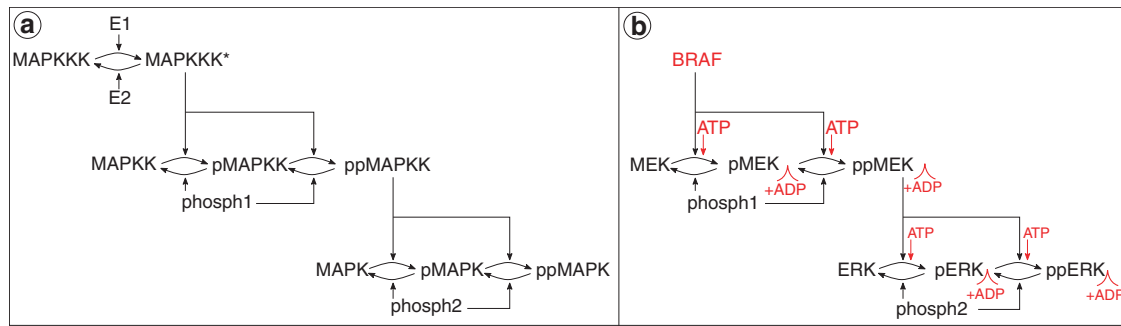 a
E1
MAPKKK MAPKKK*
E2
MAPKK pMAPKK ppMAPKK
phosph1
MAPK pMAPK ppMAPK
phosph2
b
BRAF
ATP ATP
MEK pMEK ppMEK
+ADP +ADP
phosph1
ATP ATP
ERK pERK ppERK
+ADP +ADP
phosph2